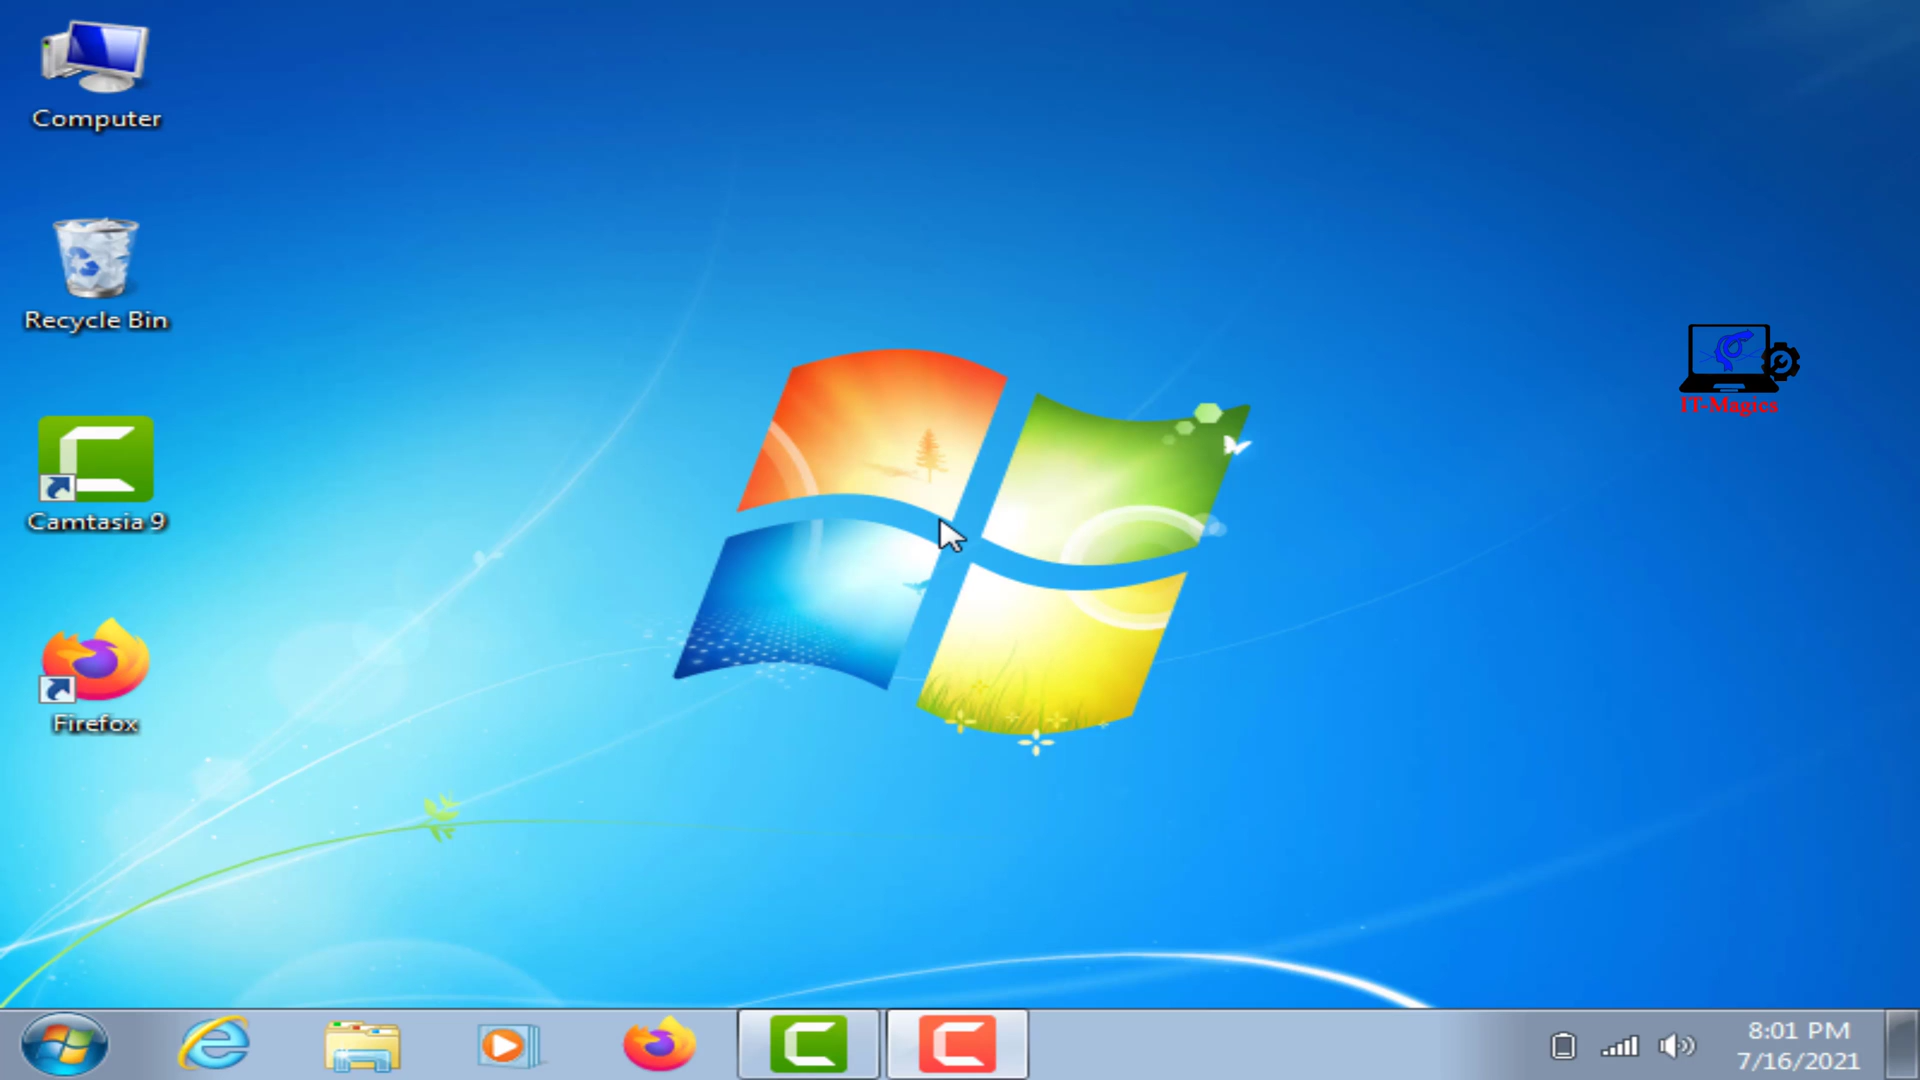 Computer
Recycle Bin
Camtasia 9
Firefox
IT-Magics
8:01 PM
7/16/2021